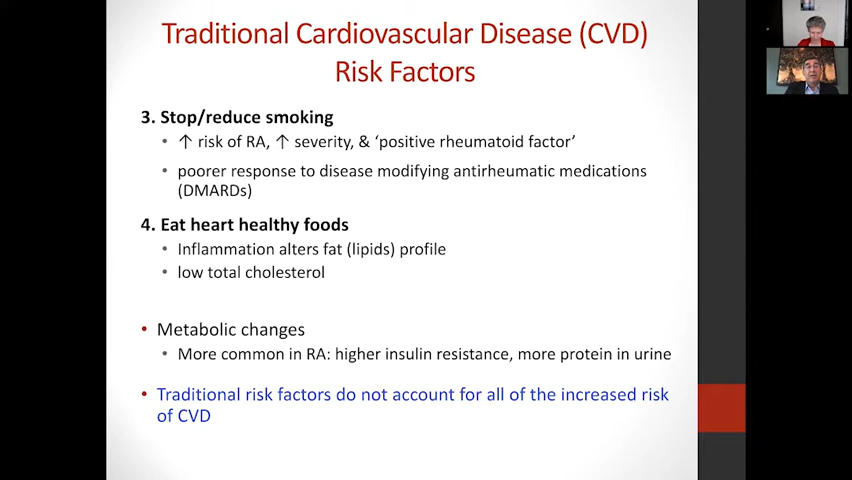 Traditional Cardiovascular Disease (CVD)
Risk Factors
3. Stop/reduce smoking
• ↑ risk of RA, ↑ severity, & ‘positive rheumatoid factor’
• poorer response to disease modifying antirheumatic medications
(DMARDs)
4. Eat heart healthy foods
• Inflammation alters fat (lipids) profile
• low total cholesterol
• Metabolic changes
• More common in RA: higher insulin resistance, more protein in urine
• Traditional risk factors do not account for all of the increased risk
of CVD